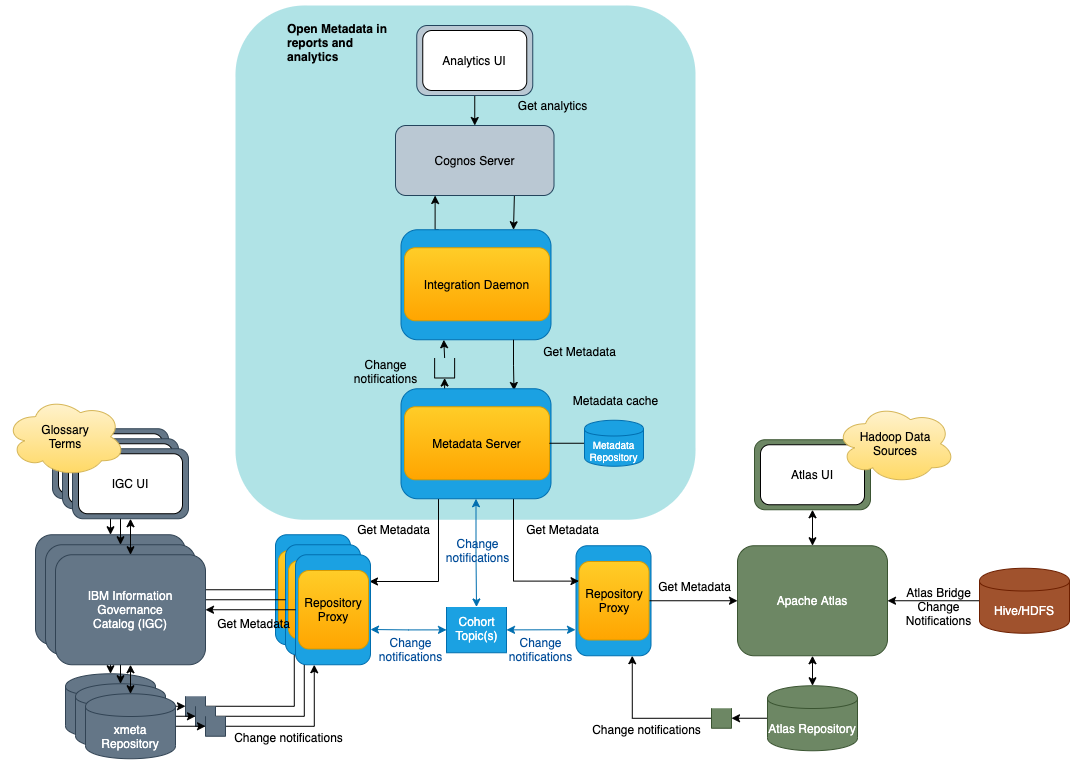 Open Metadata in
reports and
analytics
Analytics UI
Get analytics
Cognos Server
Integration Daemon
Get Metadata
Change
notifications
Metadata cache
Metadata Server
Metadata
Repository
Glossary
Terms
IGC UI
Hadoop Data
Sources
Atlas UI
Get Metadata
Get Metadata
Change
notifications
IBM Information
Governance
Catalog (IGC)
Get Metadata
Repository
Proxy
Change
notifications
Cohort
Topic(s)
Change
notifications
Repository
Proxy
Get Metadata
Apache Atlas
Atlas Bridge
Change
Notifications
Hive/HDFS
xmeta
Repository
Change notifications
Change notifications
Atlas Repository